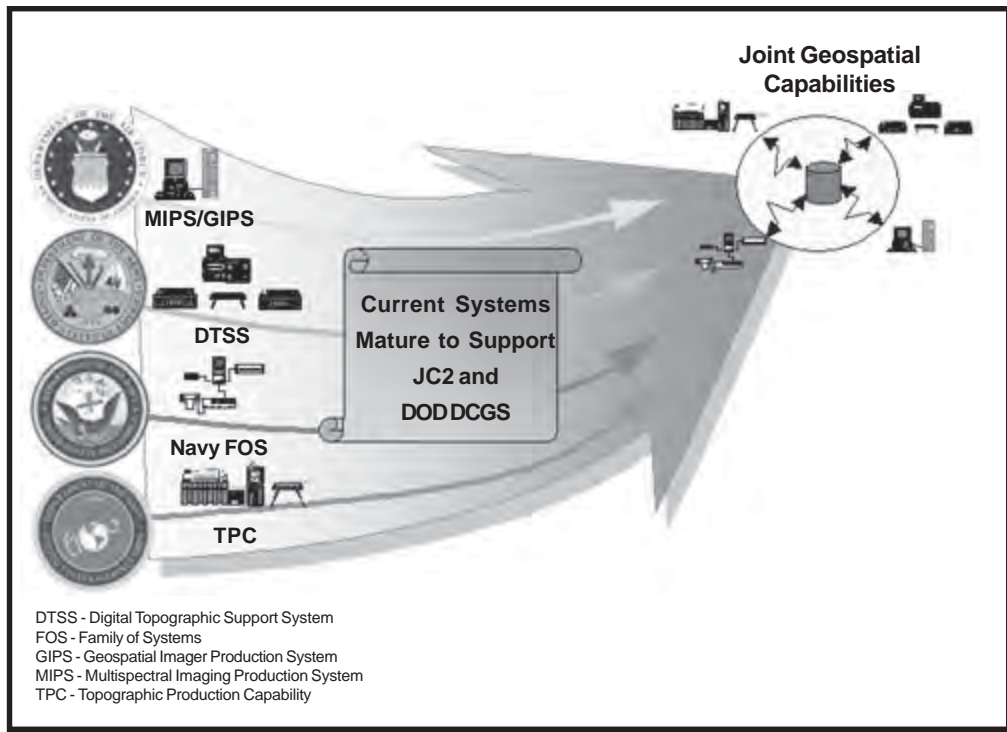 Joint Geospatial
Capabilities
MIPS/GIPS
DTSS
Current Systems
Mature to Support
JC2 and
DOD DCGS
Navy FOS
TPC
DTSS - Digital Topographic Support System
FOS - Family of Systems
GIPS - Geospatial Imager Production System
MIPS - Multispectral Imaging Production System
TPC - Topographic Production Capability